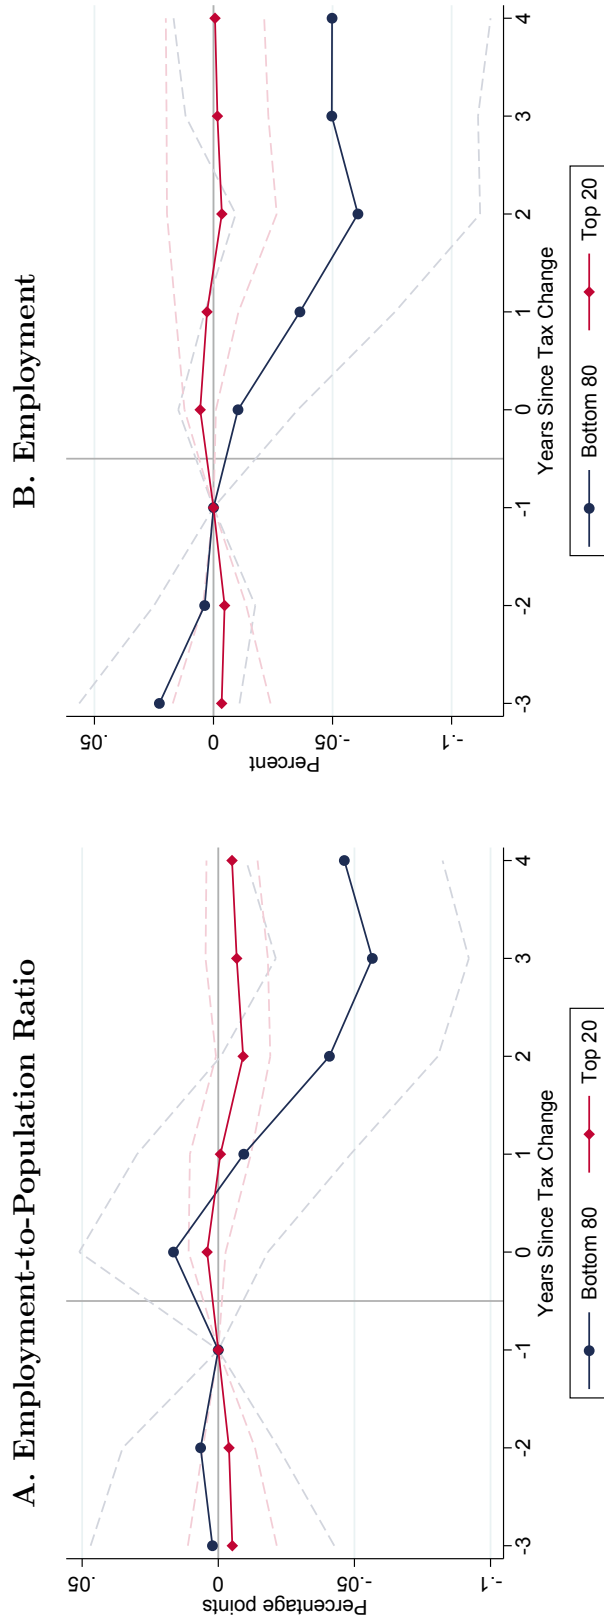 A. Employment-to-Population Ratio
Percentage points
.05
0
-.05
-.1
-3 -2 -1 0 1 2 3 4
Years Since Tax Change
Bottom 80 Top 20
B. Employment
Percent
.05
0
-.05
-.1
-3 -2 -1 0 1 2 3 4
Years Since Tax Change
Bottom 80 Top 20